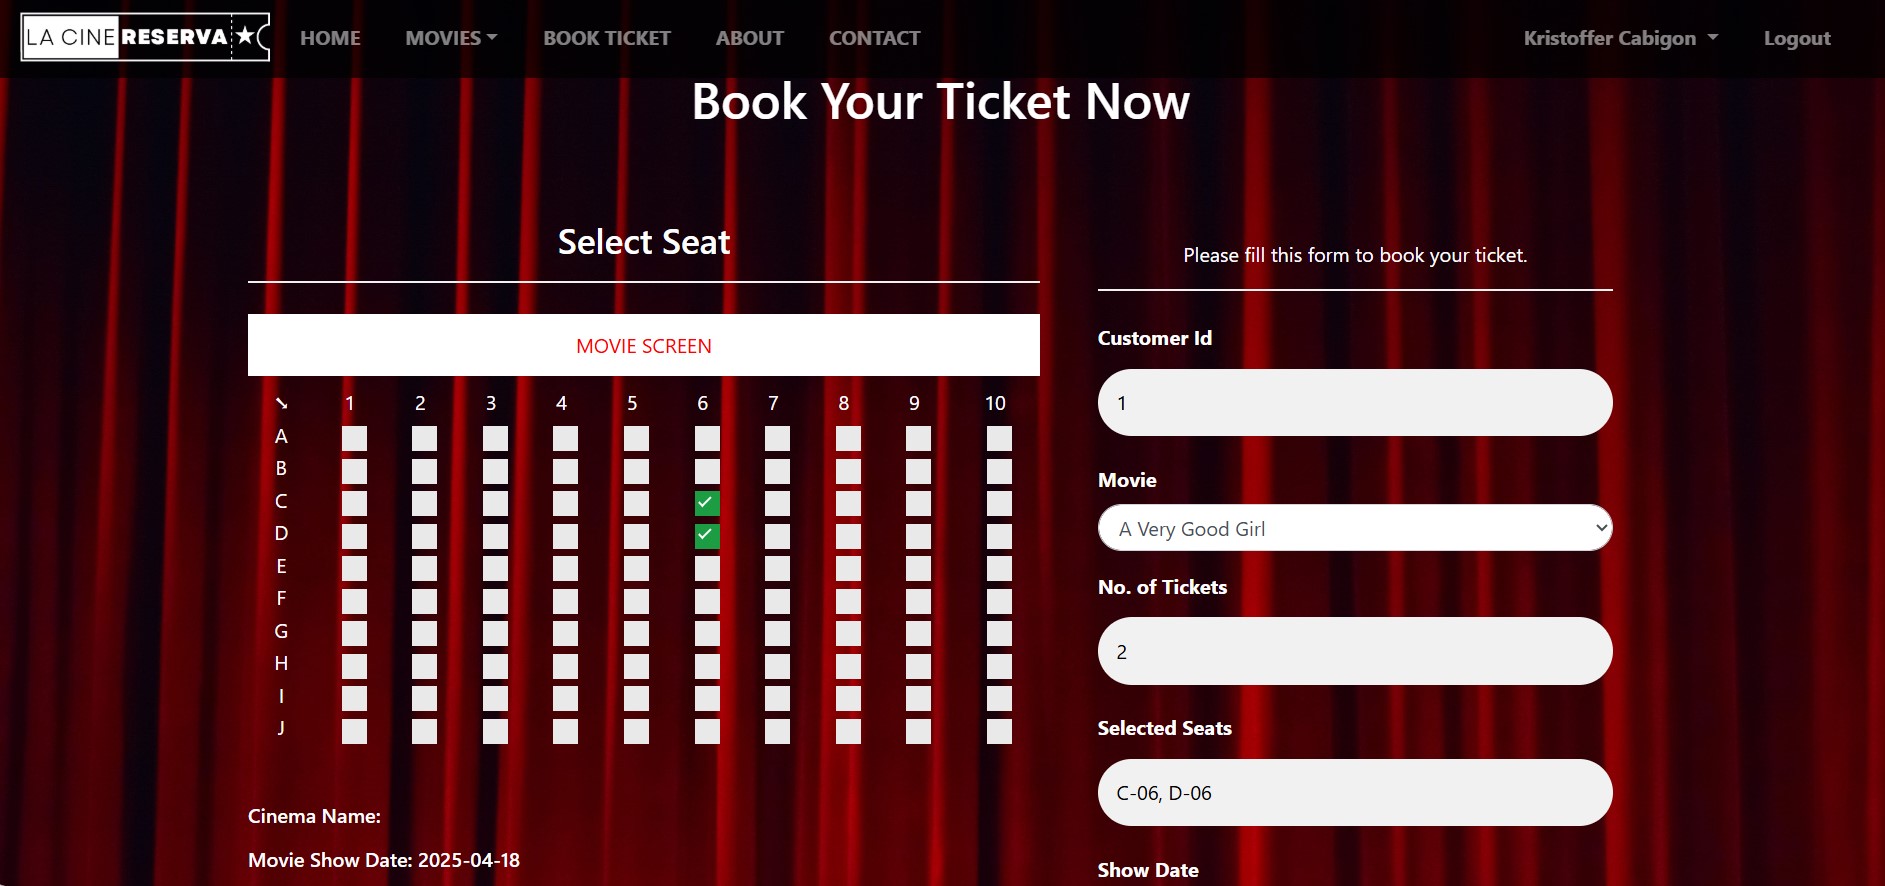 LA CINE RESERVA
HOME
MOVIES
BOOK TICKET
ABOUT
CONTACT
Kristoffer Cabigon
Logout
Book Your Ticket Now
Select Seat
MOVIE SCREEN
1 2 3 4 5 6 7 8 9 10
A
B
C
D
E
F
G
H
I
J
Cinema Name:
Movie Show Date: 2025-04-18
Please fill this form to book your ticket.
Customer Id
1
Movie
A Very Good Girl
No. of Tickets
2
Selected Seats
C-06, D-06
Show Date